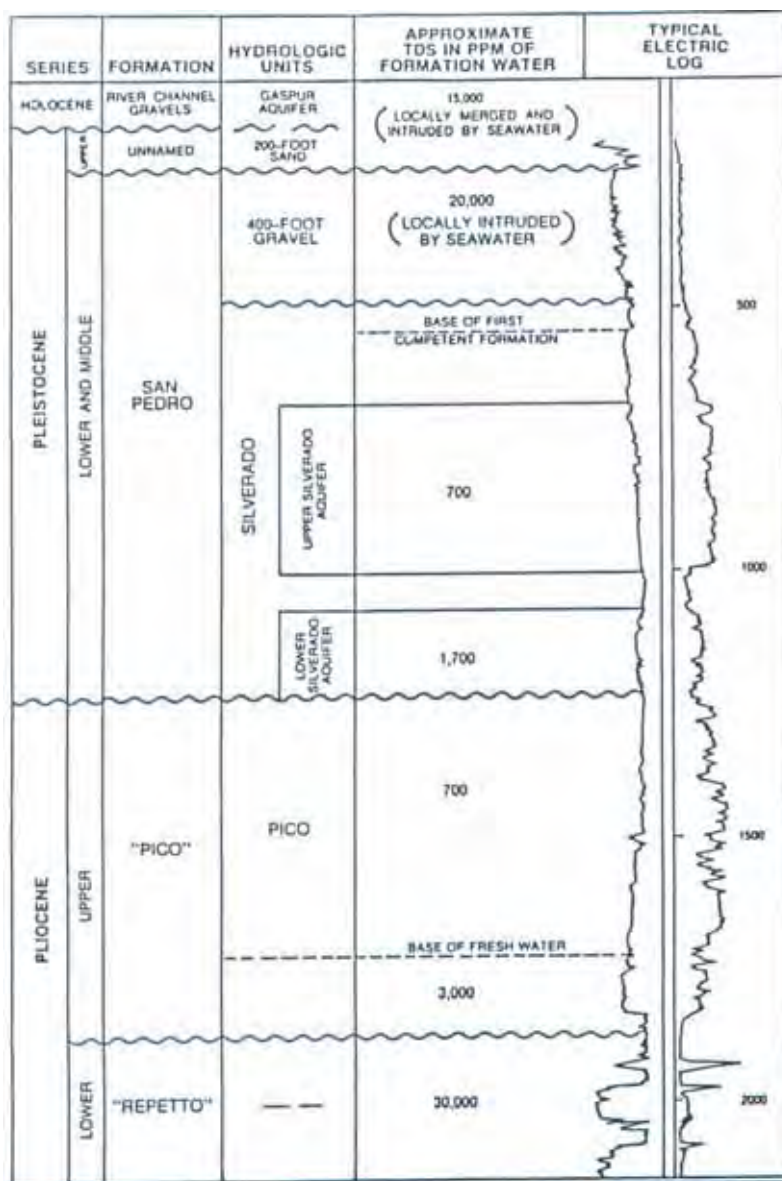 SERIES
FORMATION
HYDROLOGIC
UNITS
APPROXIMATE
TDS IN PPM OF
FORMATION WATER
TYPICAL
ELECTRIC
LOG
HOLOCENE
RIVER CHANNEL
GRAVELS
GASPUR
AQUIFER
15,000
(LOCALLY MERGED AND
INTRUDED BY SEAWATER)
PLEISTOCENE
UPPER
UNNAMED
200-FOOT
SAND
LOWER AND MIDDLE
SAN
PEDRO
400-FOOT
GRAVEL
20,000
(LOCALLY INTRUDED
BY SEAWATER)
500
BASE OF FIRST
COMPETENT FORMATION
SILVERADO
UPPER SILVERADO
AQUIFER
700
1000
LOWER
SILVERADO
AQUIFER
1,700
PLIOCENE
UPPER
"PICO"
PICO
700
1500
BASE OF FRESH WATER
3,000
LOWER
"REPETTO"
— —
30,000
2000